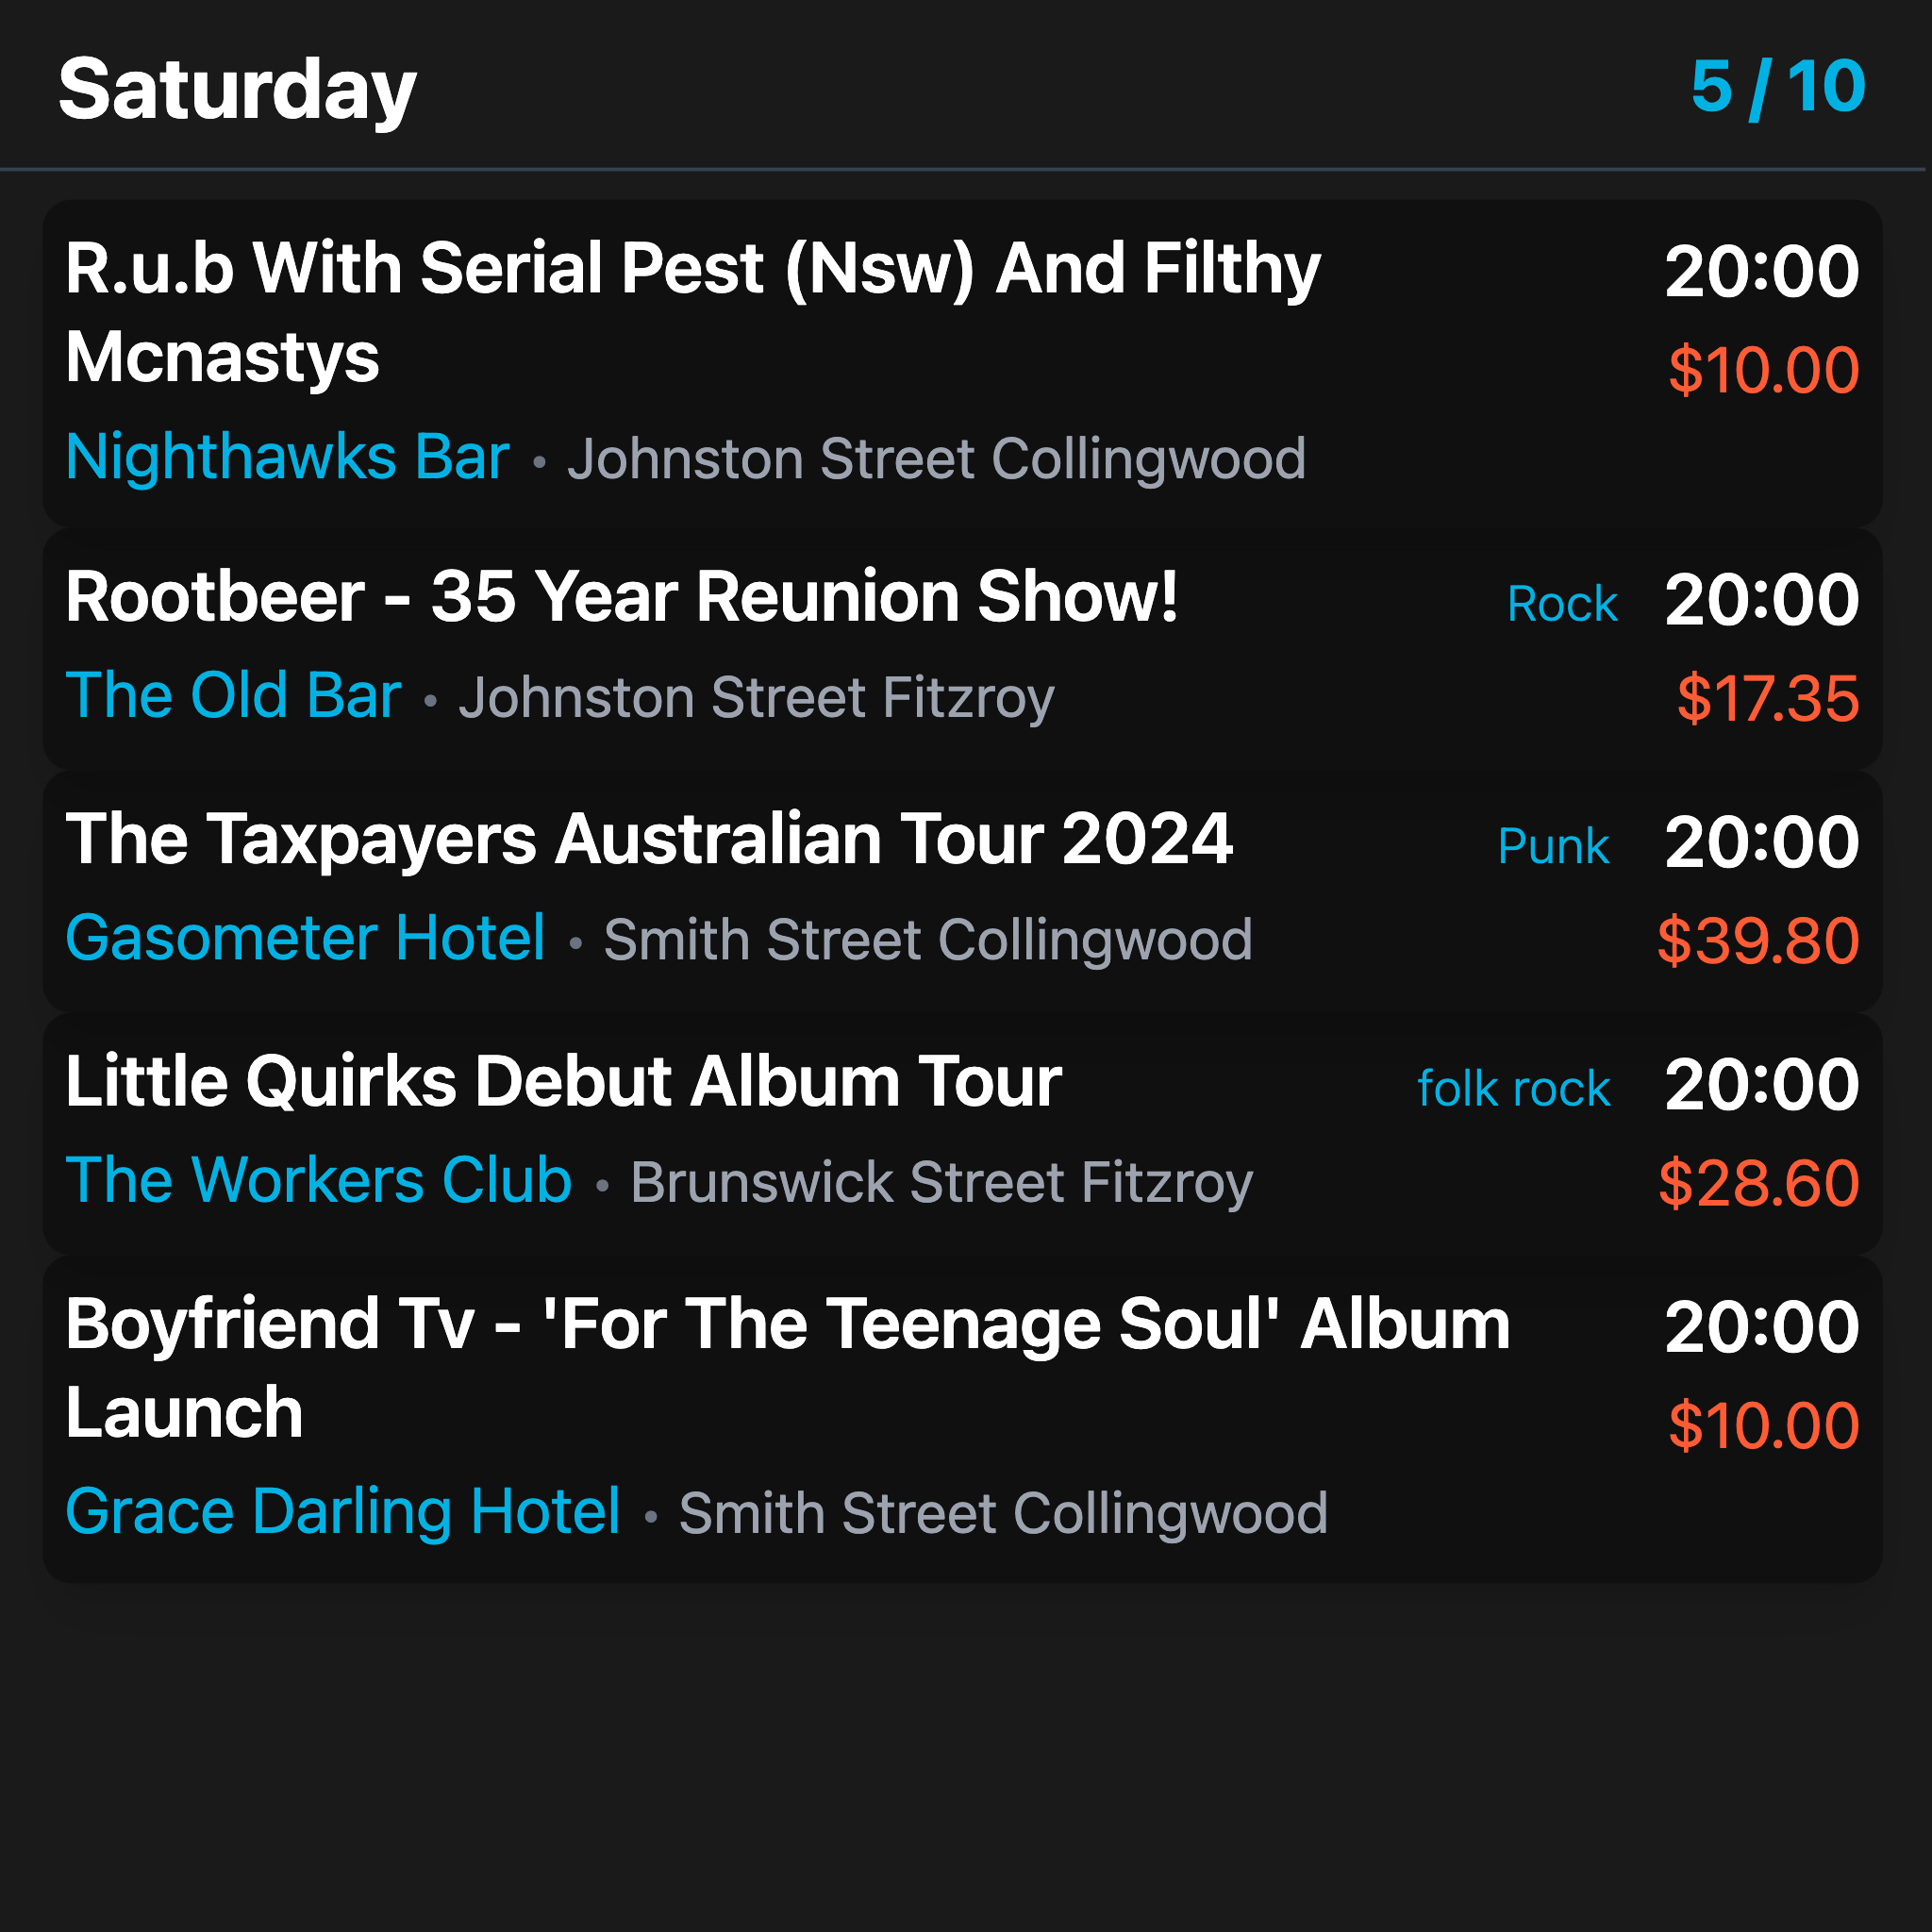 Saturday 5 / 10
R.u.b With Serial Pest (Nsw) And Filthy 20:00
Mcnastys $10.00
Nighthawks Bar • Johnston Street Collingwood
Rootbeer - 35 Year Reunion Show! Rock 20:00
The Old Bar • Johnston Street Fitzroy $17.35
The Taxpayers Australian Tour 2024 Punk 20:00
Gasometer Hotel • Smith Street Collingwood $39.80
Little Quirks Debut Album Tour folk rock 20:00
The Workers Club • Brunswick Street Fitzroy $28.60
Boyfriend Tv - 'For The Teenage Soul' Album 20:00
Launch $10.00
Grace Darling Hotel • Smith Street Collingwood